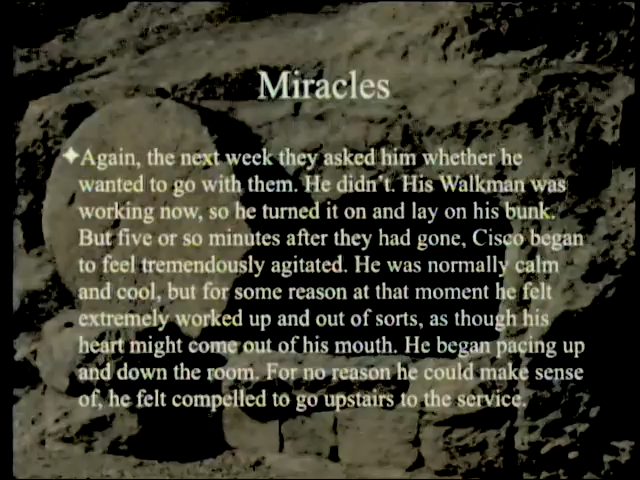 Miracles
✦Again, the next week they asked him whether he
wanted to go with them. He didn't. His Walkman was
working now, so he turned it on and lay on his bunk.
But five or so minutes after they had gone, Cisco began
to feel tremendously agitated. He was normally calm
and cool, but for some reason at that moment he felt
extremely worked up and out of sorts, as though his
heart might come out of his mouth. He began pacing up
and down the room. For no reason he could make sense
of, he felt compelled to go upstairs to the service.